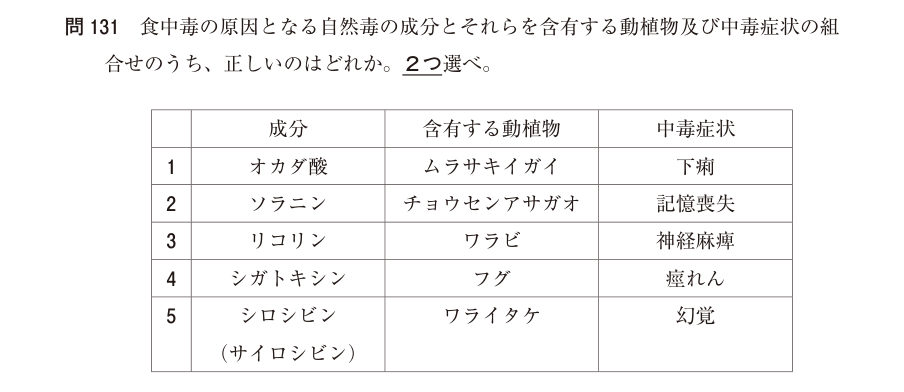 問 131 食中毒の原因となる自然毒の成分とそれらを含有する動植物及び中毒症状の組
合せのうち、正しいのはどれか。２つ選べ。
成分 含有する動植物 中毒症状
1 オカダ酸 ムラサキイガイ 下痢
2 ソラニン チョウセンアサガオ 記憶喪失
3 リコリン ワラビ 神経麻痺
4 シガトキシン フグ 痙れん
5 シロシビン ワライタケ 幻覚
（サイロシビン）